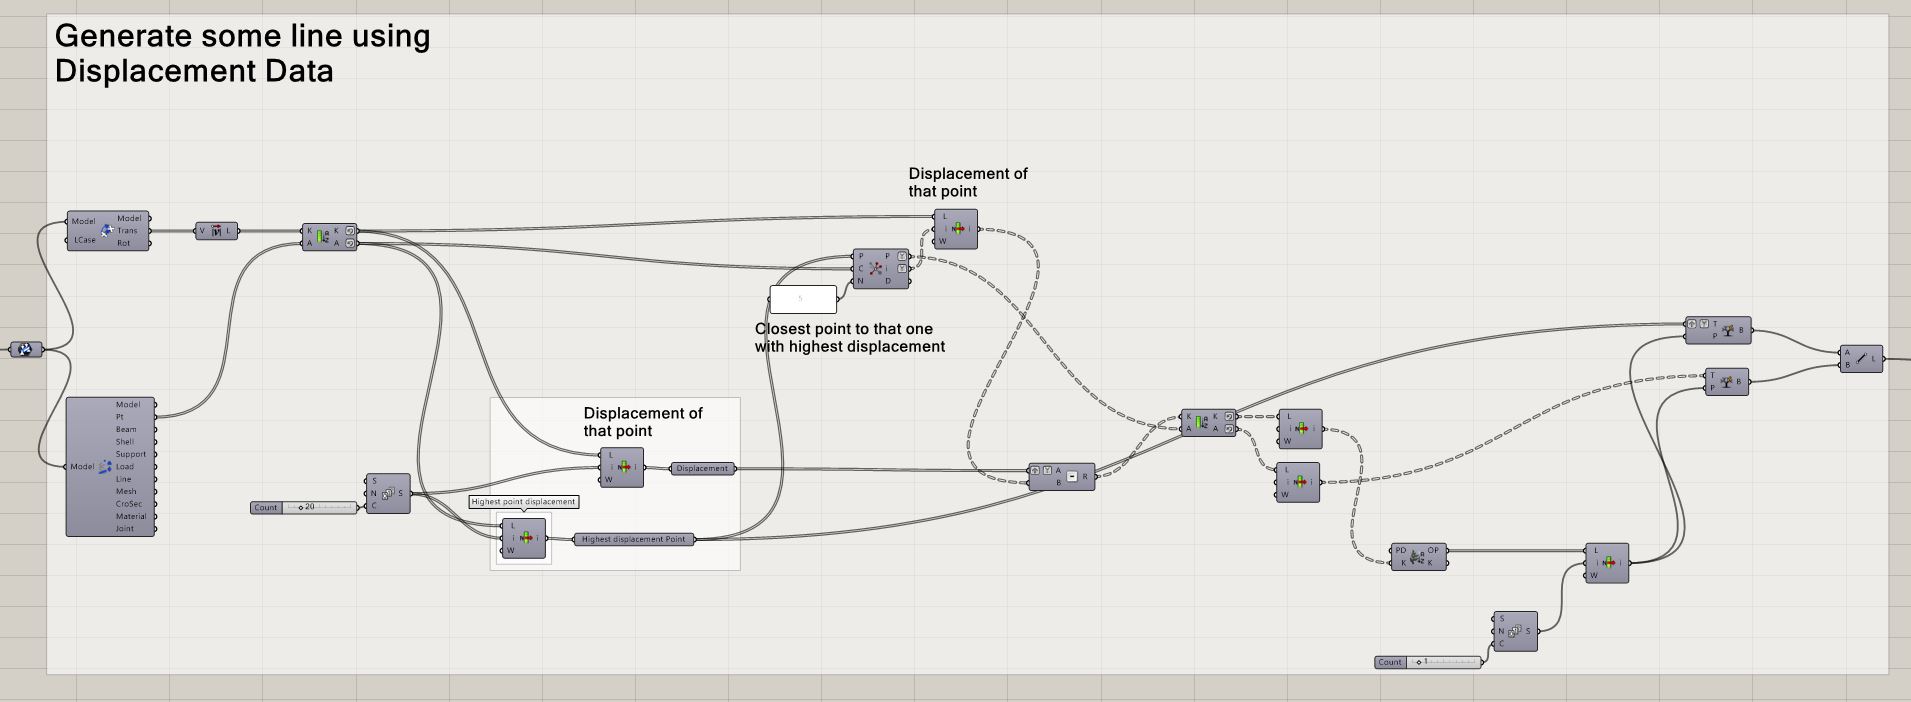 Generate some line using
Displacement Data
Displacement of
that point
Model
LCase
Model
Trans
Rot
V L
K K
A A
L
i i
W
P P
C i
N D
5
Closest point to that one
with highest displacement
T B
P
A L
B
T B
P
Model
Model
Pt
Beam
Shell
Support
Load
Line
Mesh
CroSec
Material
Joint
Displacement of
that point
L
i i
W
Displacement
K K
A A
L
i i
W
L
i i
W
A R
B
S
N S
C
Count 20
Highest point displacement
L
i i
W
Highest displacement Point
PD OP
K K
L
i i
W
S
N S
C
Count 1